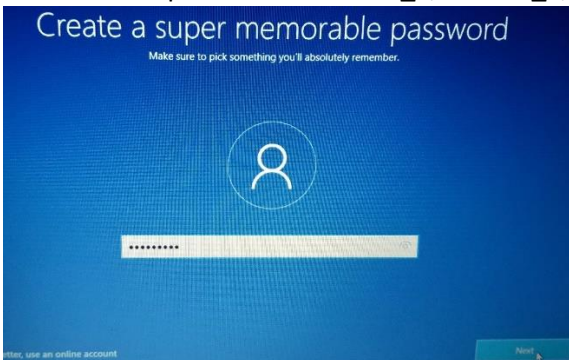 Create a super memorable password
Make sure to pick something you'll absolutely remember.
•••••••••
use an online account
Next